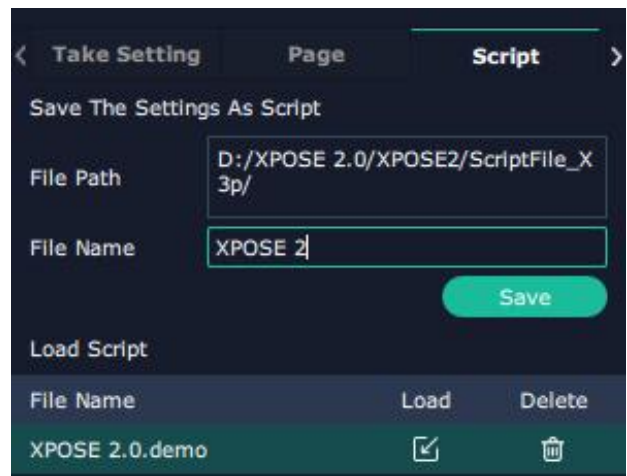 Take Setting Page Script
Save The Settings As Script
File Path
D:/XPOSE 2.0/XPOSE2/ScriptFile_X
3p/
File Name XPOSE 2
Save
Load Script
File Name Load Delete
XPOSE 2.0.demo